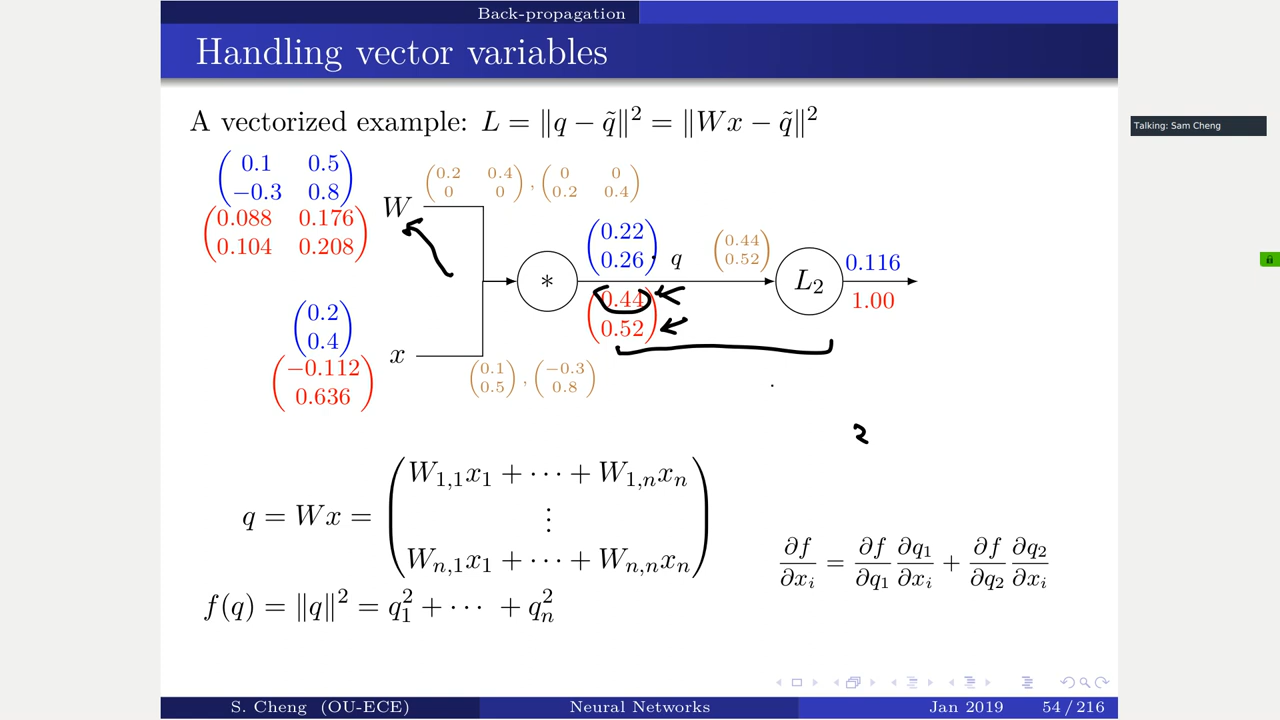 Back-propagation
Handling vector variables
Talking: Sam Cheng
A vectorized example: L = ‖q − q̃‖² = ‖Wx − q̃‖²
0.1 0.5
−0.3 0.8
0.088 0.176
0.104 0.208
W
0.2 0.4
0 0
,
0 0
0.2 0.4
0.22
0.26
q
0.44
0.52
*
L₂
0.116
1.00
0.44
0.52
0.2
0.4
−0.112
0.636
x
0.1
0.5
,
−0.3
0.8
2
q = Wx =
W₁,₁x₁ + ⋯ + W₁,ₙxₙ
⋮
Wₙ,₁x₁ + ⋯ + Wₙ,ₙxₙ
∂f/∂xᵢ = ∂f/∂q₁ ∂q₁/∂xᵢ + ∂f/∂q₂ ∂q₂/∂xᵢ
f(q) = ‖q‖² = q₁² + ⋯ + qₙ²
S. Cheng (OU-ECE) Neural Networks Jan 2019 54 / 216